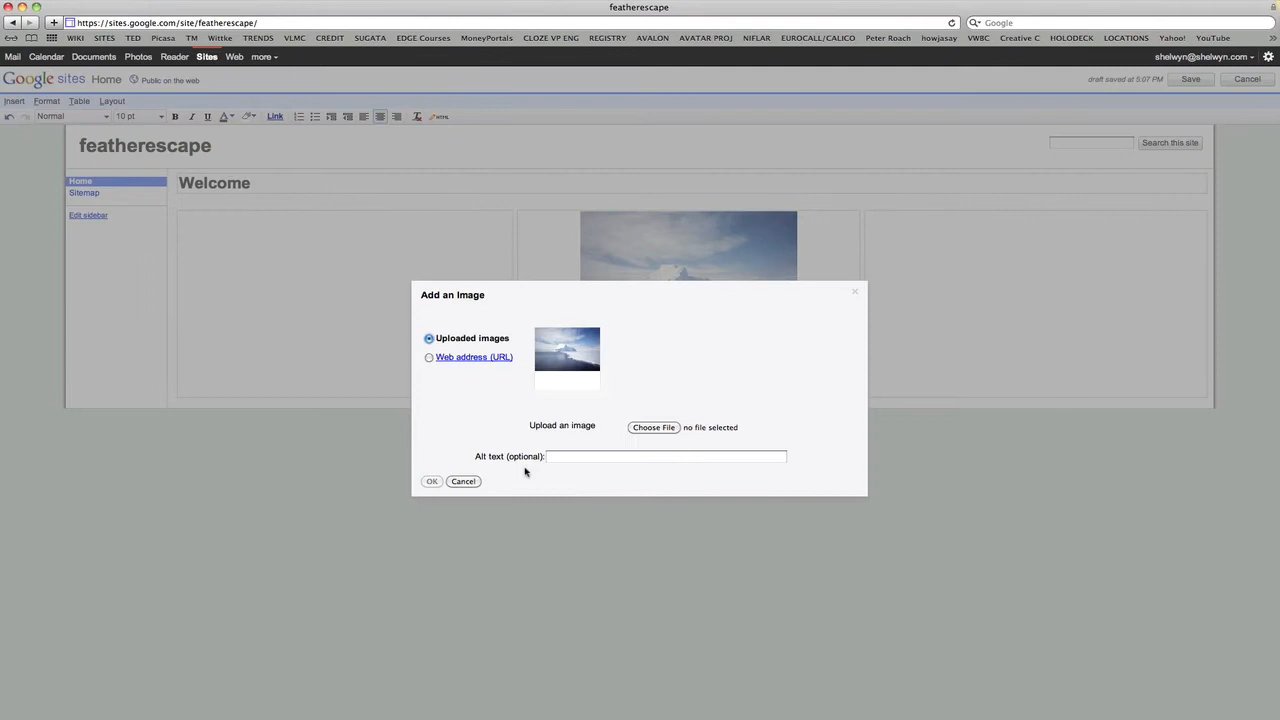 featherescape
https://sites.google.com/site/featherescape/
Google
WIKI SITES TED Picasa TM Wittke TRENDS VLMC CREDIT SUGATA EDGE Courses MoneyPortals CLOZE VP ENG REGISTRY AVALON AVATAR PROJ NIFLAR EUROCALL/CALICO Peter Roach howjasay VWBC Creative C HOLODECK LOCATIONS Yahoo! YouTube
Mail Calendar Documents Photos Reader Sites Web more shelwyn@shelwyn.com
Google sites Home Public on the web draft saved at 5:07 PM Save Cancel
Insert Format Table Layout
Normal 10 pt B I U A Link HTML
featherescape Search this site
Home
Welcome
Sitemap
Edit sidebar
Add an Image
Uploaded images
Web address (URL)
Upload an image Choose File no file selected
Alt text (optional):
OK Cancel